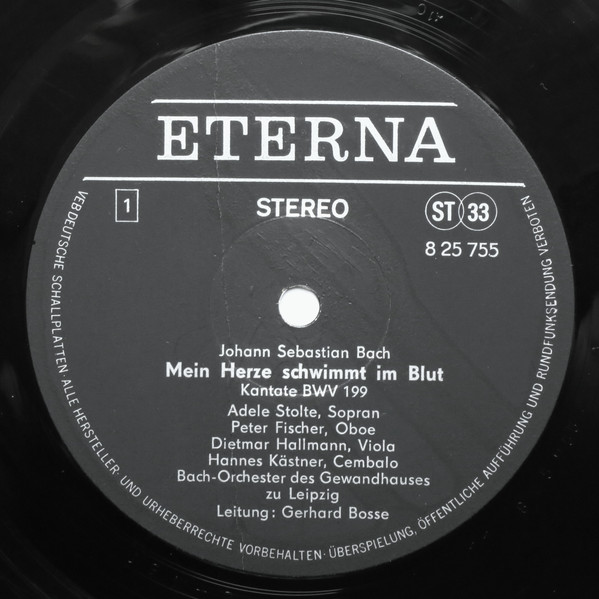 ETERNA
1
STEREO
ST 33
8 25 755
Johann Sebastian Bach
Mein Herze schwimmt im Blut
Kantate BWV 199
Adele Stolte, Sopran
Peter Fischer, Oboe
Dietmar Hallmann, Viola
Hannes Kästner, Cembalo
Bach-Orchester des Gewandhauses
zu Leipzig
Leitung: Gerhard Bosse
VEB DEUTSCHE SCHALLPLATTEN · ALLE HERSTELLER- UND URHEBERRECHTE VORBEHALTEN · ÜBERSPIELUNG, ÖFFENTLICHE AUFFÜHRUNG UND RUNDFUNKSENDUNG VERBOTEN